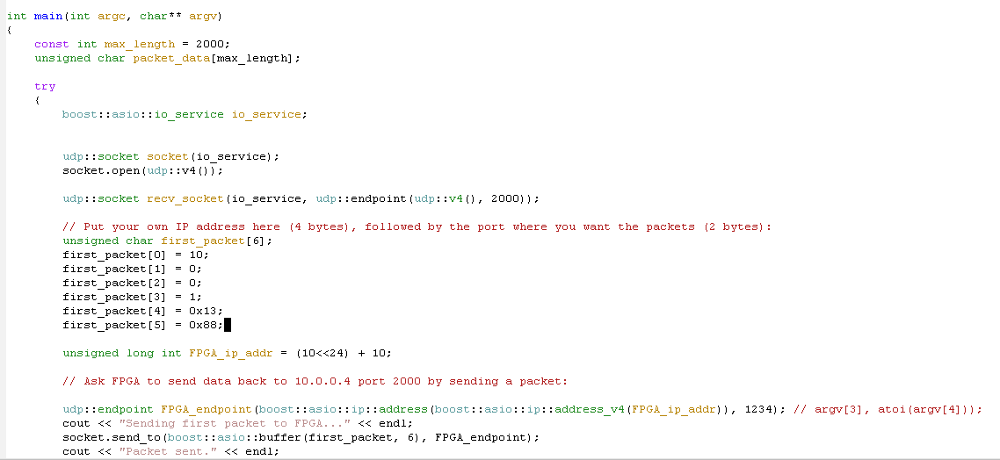 int main(int argc, char** argv)
{
    const int max_length = 2000;
    unsigned char packet_data[max_length];

    try
    {
        boost::asio::io_service io_service;


        udp::socket socket(io_service);
        socket.open(udp::v4());

        udp::socket recv_socket(io_service, udp::endpoint(udp::v4(), 2000));

        // Put your own IP address here (4 bytes), followed by the port where you want the packets (2 bytes):
        unsigned char first_packet[6];
        first_packet[0] = 10;
        first_packet[1] = 0;
        first_packet[2] = 0;
        first_packet[3] = 1;
        first_packet[4] = 0x13;
        first_packet[5] = 0x88;

        unsigned long int FPGA_ip_addr = (10<<24) + 10;

        // Ask FPGA to send data back to 10.0.0.4 port 2000 by sending a packet:

        udp::endpoint FPGA_endpoint(boost::asio::ip::address(boost::asio::ip::address_v4(FPGA_ip_addr)), 1234); // argv[3], atoi(argv[4]));
        cout << "Sending first packet to FPGA..." << endl;
        socket.send_to(boost::asio::buffer(first_packet, 6), FPGA_endpoint);
        cout << "Packet sent." << endl;